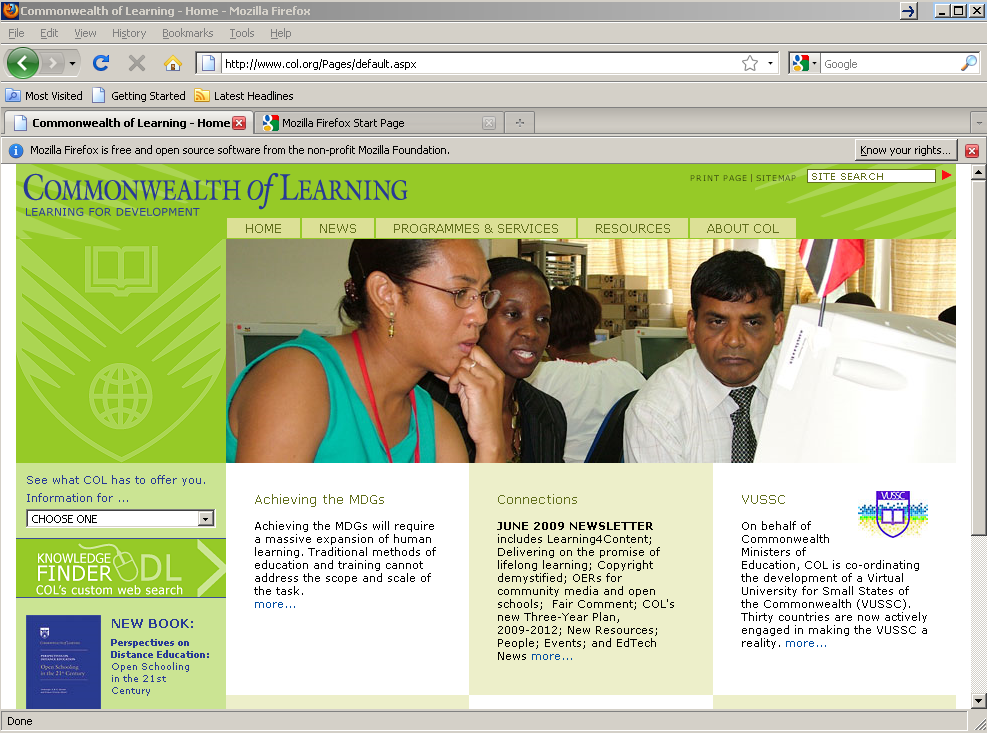 Commonwealth of Learning - Home - Mozilla Firefox
File Edit View History Bookmarks Tools Help
http://www.col.org/Pages/default.aspx
Google
Most Visited Getting Started Latest Headlines
Commonwealth of Learning - Home Mozilla Firefox Start Page
Mozilla Firefox is free and open source software from the non-profit Mozilla Foundation. Know your rights...
COMMONWEALTH of LEARNING
LEARNING FOR DEVELOPMENT
PRINT PAGE | SITEMAP SITE SEARCH
HOME NEWS PROGRAMMES & SERVICES RESOURCES ABOUT COL
See what COL has to offer you.
Information for ...
CHOOSE ONE
KNOWLEDGE
FINDER ODL
COL's custom web search
NEW BOOK:
Perspectives on
Distance Education:
Open Schooling
in the 21st
Century
Open Schooling
in the 21st Century
Achieving the MDGs
Achieving the MDGs will require
a massive expansion of human
learning. Traditional methods of
education and training cannot
address the scope and scale of
the task.
more...
Connections
JUNE 2009 NEWSLETTER
includes Learning4Content;
Delivering on the promise of
lifelong learning; Copyright
demystified; OERs for
community media and open
schools; Fair Comment; COL's
new Three-Year Plan,
2009-2012; New Resources;
People; Events; and EdTech
News more...
VUSSC
VUSSC
On behalf of
Commonwealth
Ministers of
Education, COL is co-ordinating
the development of a Virtual
University for Small States of
the Commonwealth (VUSSC).
Thirty countries are now actively
engaged in making the VUSSC a
reality. more...
Done